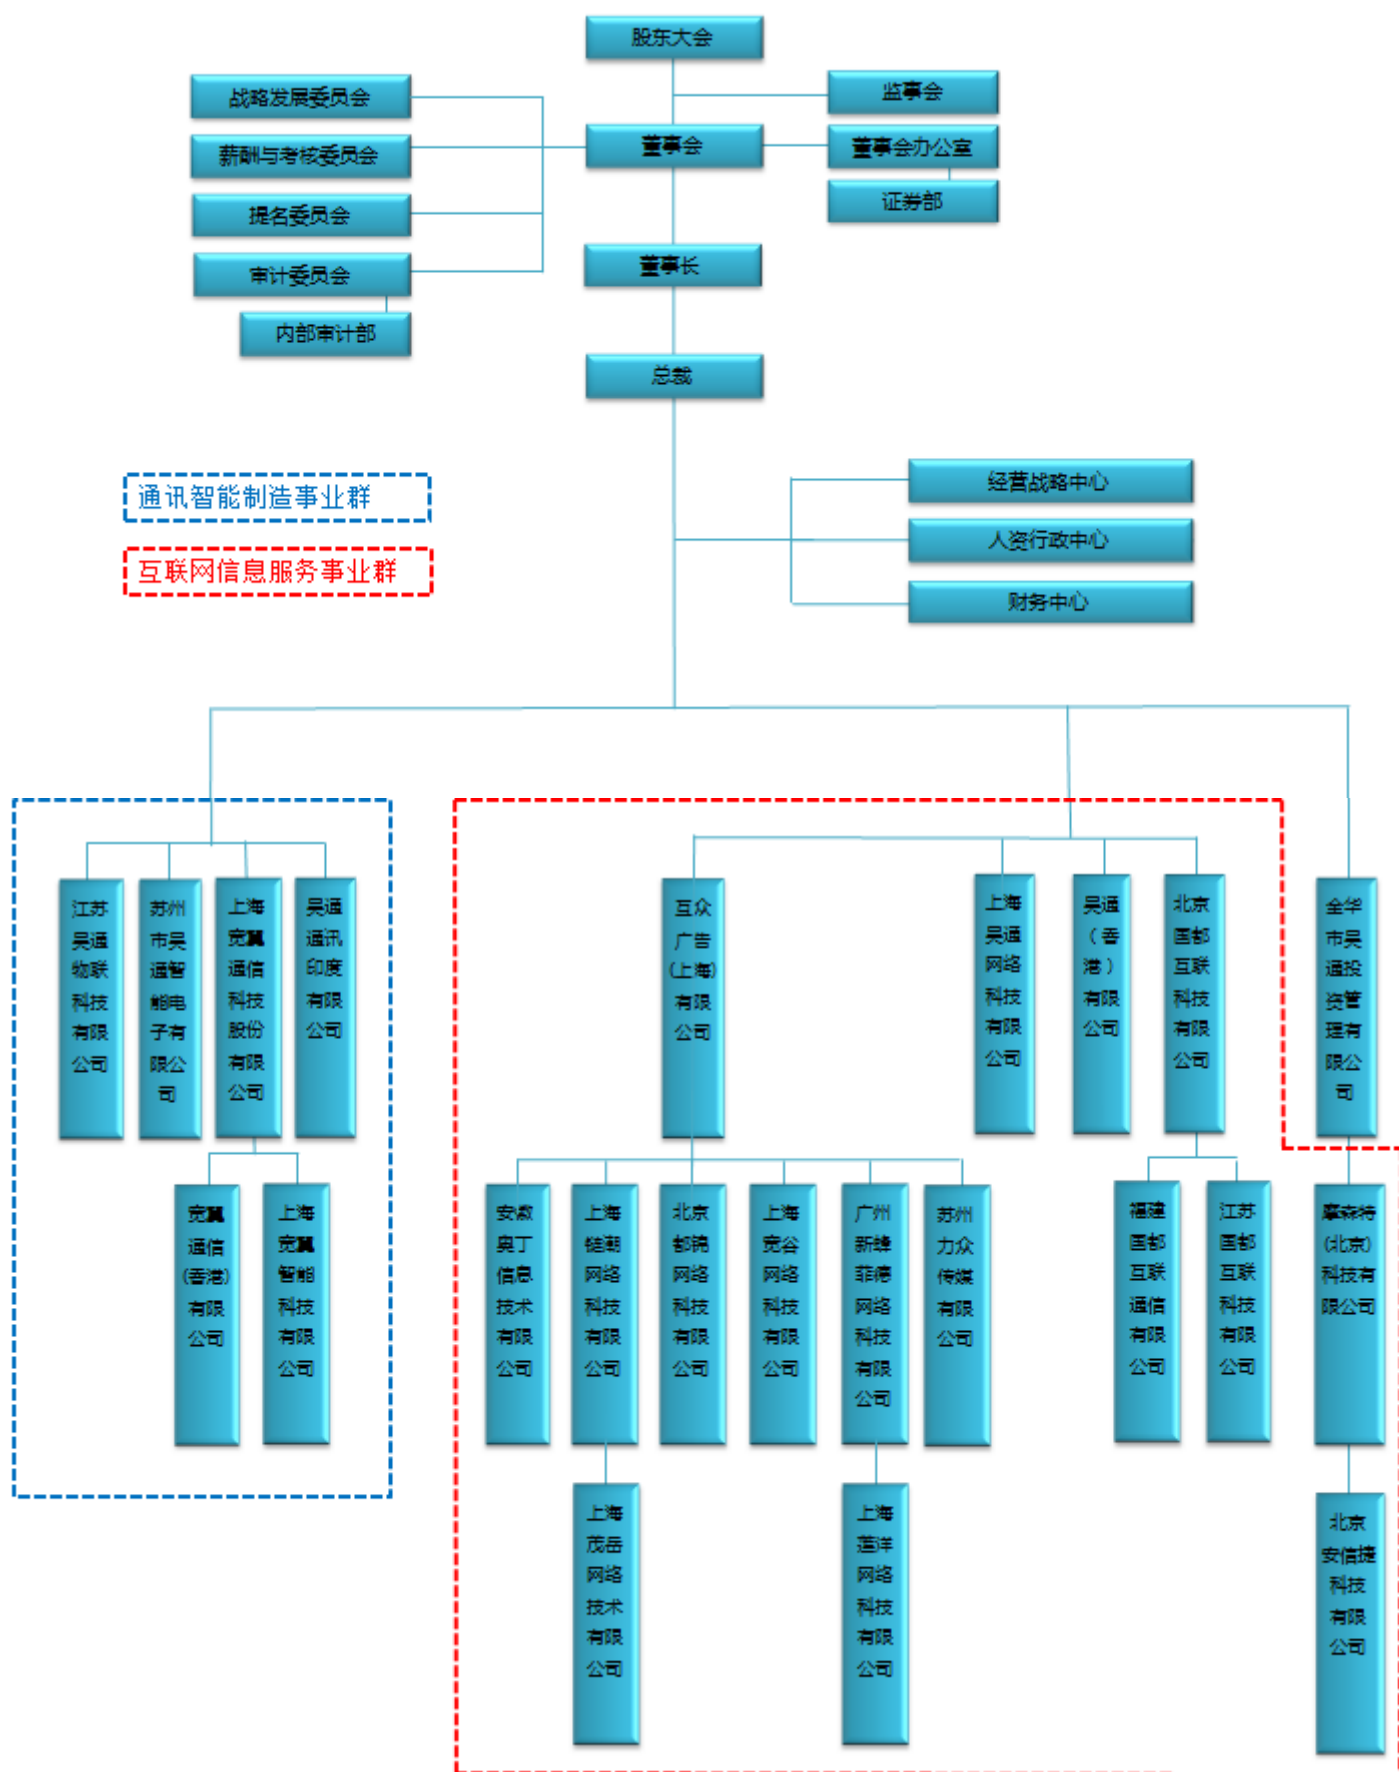 股东大会
战略发展委员会
监事会
薪酬与考核委员会
董事会
董事会办公室
提名委员会
证券部
审计委员会
董事长
内部审计部
总裁
通讯智能制造事业群
经营战略中心
人资行政中心
互联网信息服务事业群
财务中心
江苏
吴通
物联
科技
有限
公司
苏州
市吴
通智
能电
子有
限公
司
上海
宽翼
通信
科技
股份
有限
公司
吴通
通讯
印度
有限
公司
互众
广告
(上海)
有限
公司
上海
吴通
网络
科技
有限
公司
吴通
（香
港）
有限
公司
北京
国都
互联
科技
有限
公司
金华
市吴
通投
资管
理有
限公
司
宽翼
通信
(香港)
有限
公司
上海
宽翼
智能
科技
有限
公司
安徽
奥丁
信息
技术
有限
公司
上海
链潮
网络
科技
有限
公司
北京
都锦
网络
科技
有限
公司
上海
宽谷
网络
科技
有限
公司
广州
新蜂
菲德
网络
科技
有限
公司
苏州
力众
传媒
有限
公司
福建
国都
互联
通信
有限
公司
江苏
国都
互联
科技
有限
公司
摩森特
(北京)
科技有
限公司
上海
茂岳
网络
技术
有限
公司
上海
莲洋
网络
科技
有限
公司
北京
安信捷
科技
有限
公司